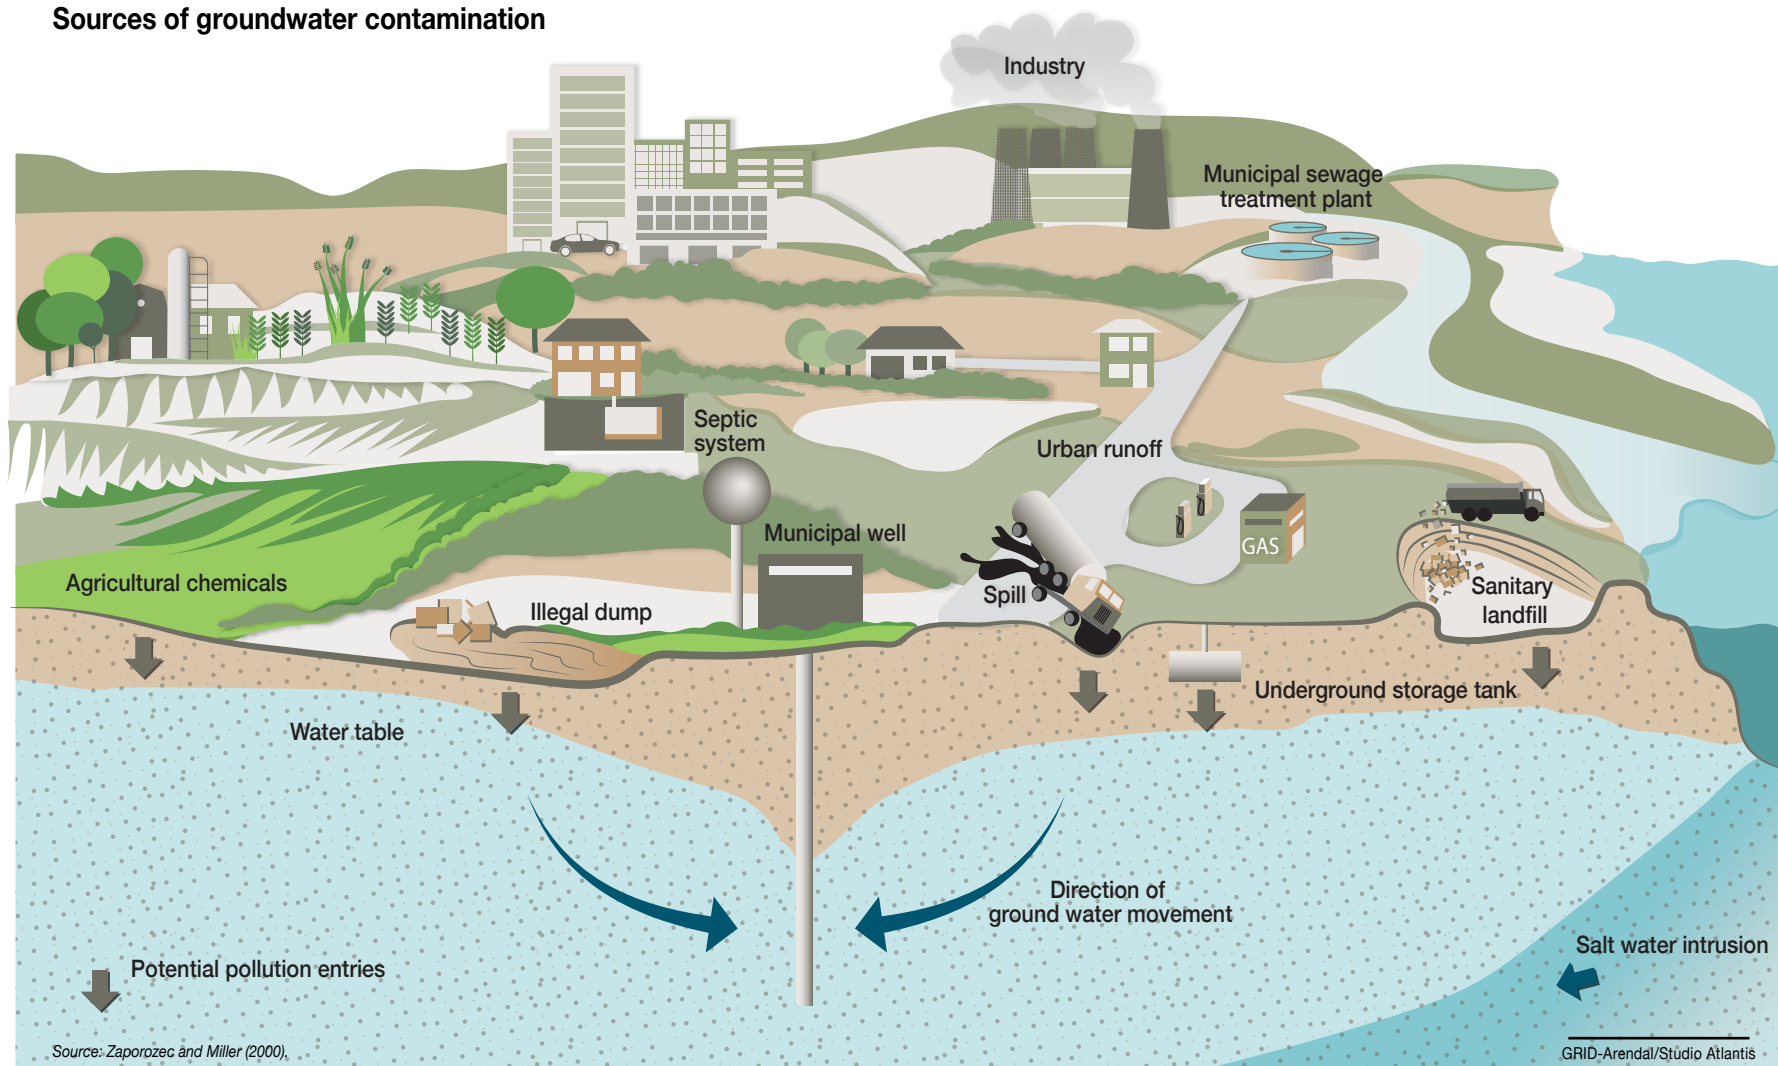 Sources of groundwater contamination
Industry
Municipal sewage
treatment plant
Septic
system
Urban runoff
Municipal well
GAS
Agricultural chemicals
Illegal dump
Spill
Sanitary
landfill
Underground storage tank
Water table
Direction of
ground water movement
Salt water intrusion
Potential pollution entries
Source: Zaporozec and Miller (2000).
GRID-Arendal/Studio Atlantis